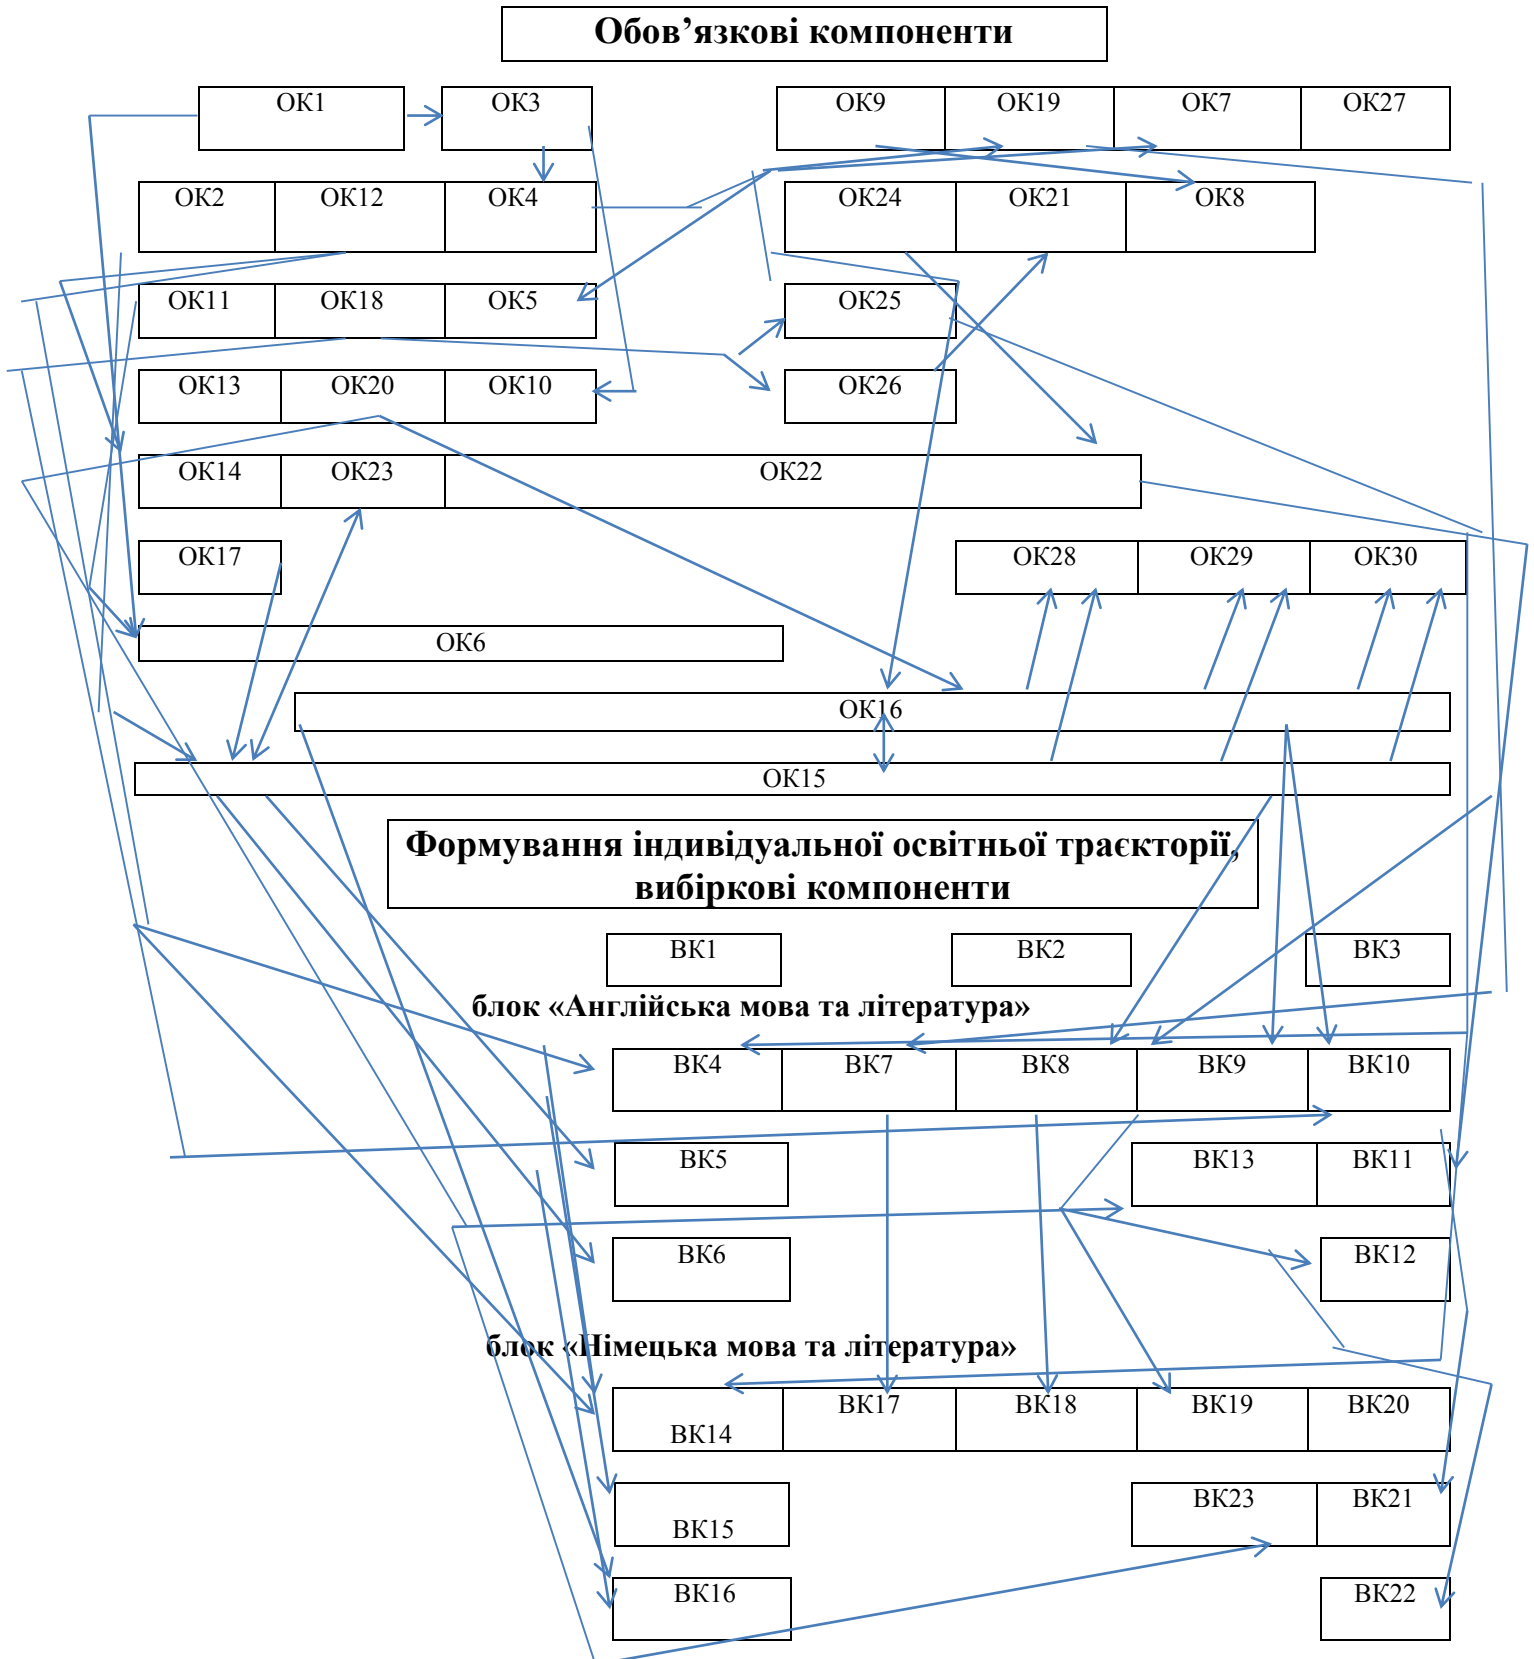 Обов’язкові компоненти
ОК1 ОК3 ОК9 ОК19 ОК7 ОК27
ОК2 ОК12 ОК4 ОК24 ОК21 ОК8
ОК11 ОК18 ОК5 ОК25
ОК13 ОК20 ОК10 ОК26
ОК14 ОК23 ОК22
ОК17 ОК28 ОК29 ОК30
ОК6
ОК16
ОК15
Формування індивідуальної освітньої траєкторії,
вибіркові компоненти
ВК1 ВК2 ВК3
блок «Англійська мова та література»
ВК4 ВК7 ВК8 ВК9 ВК10
ВК5 ВК13 ВК11
ВК6 ВК12
блок «Німецька мова та література»
ВК14 ВК17 ВК18 ВК19 ВК20
ВК15 ВК23 ВК21
ВК16 ВК22